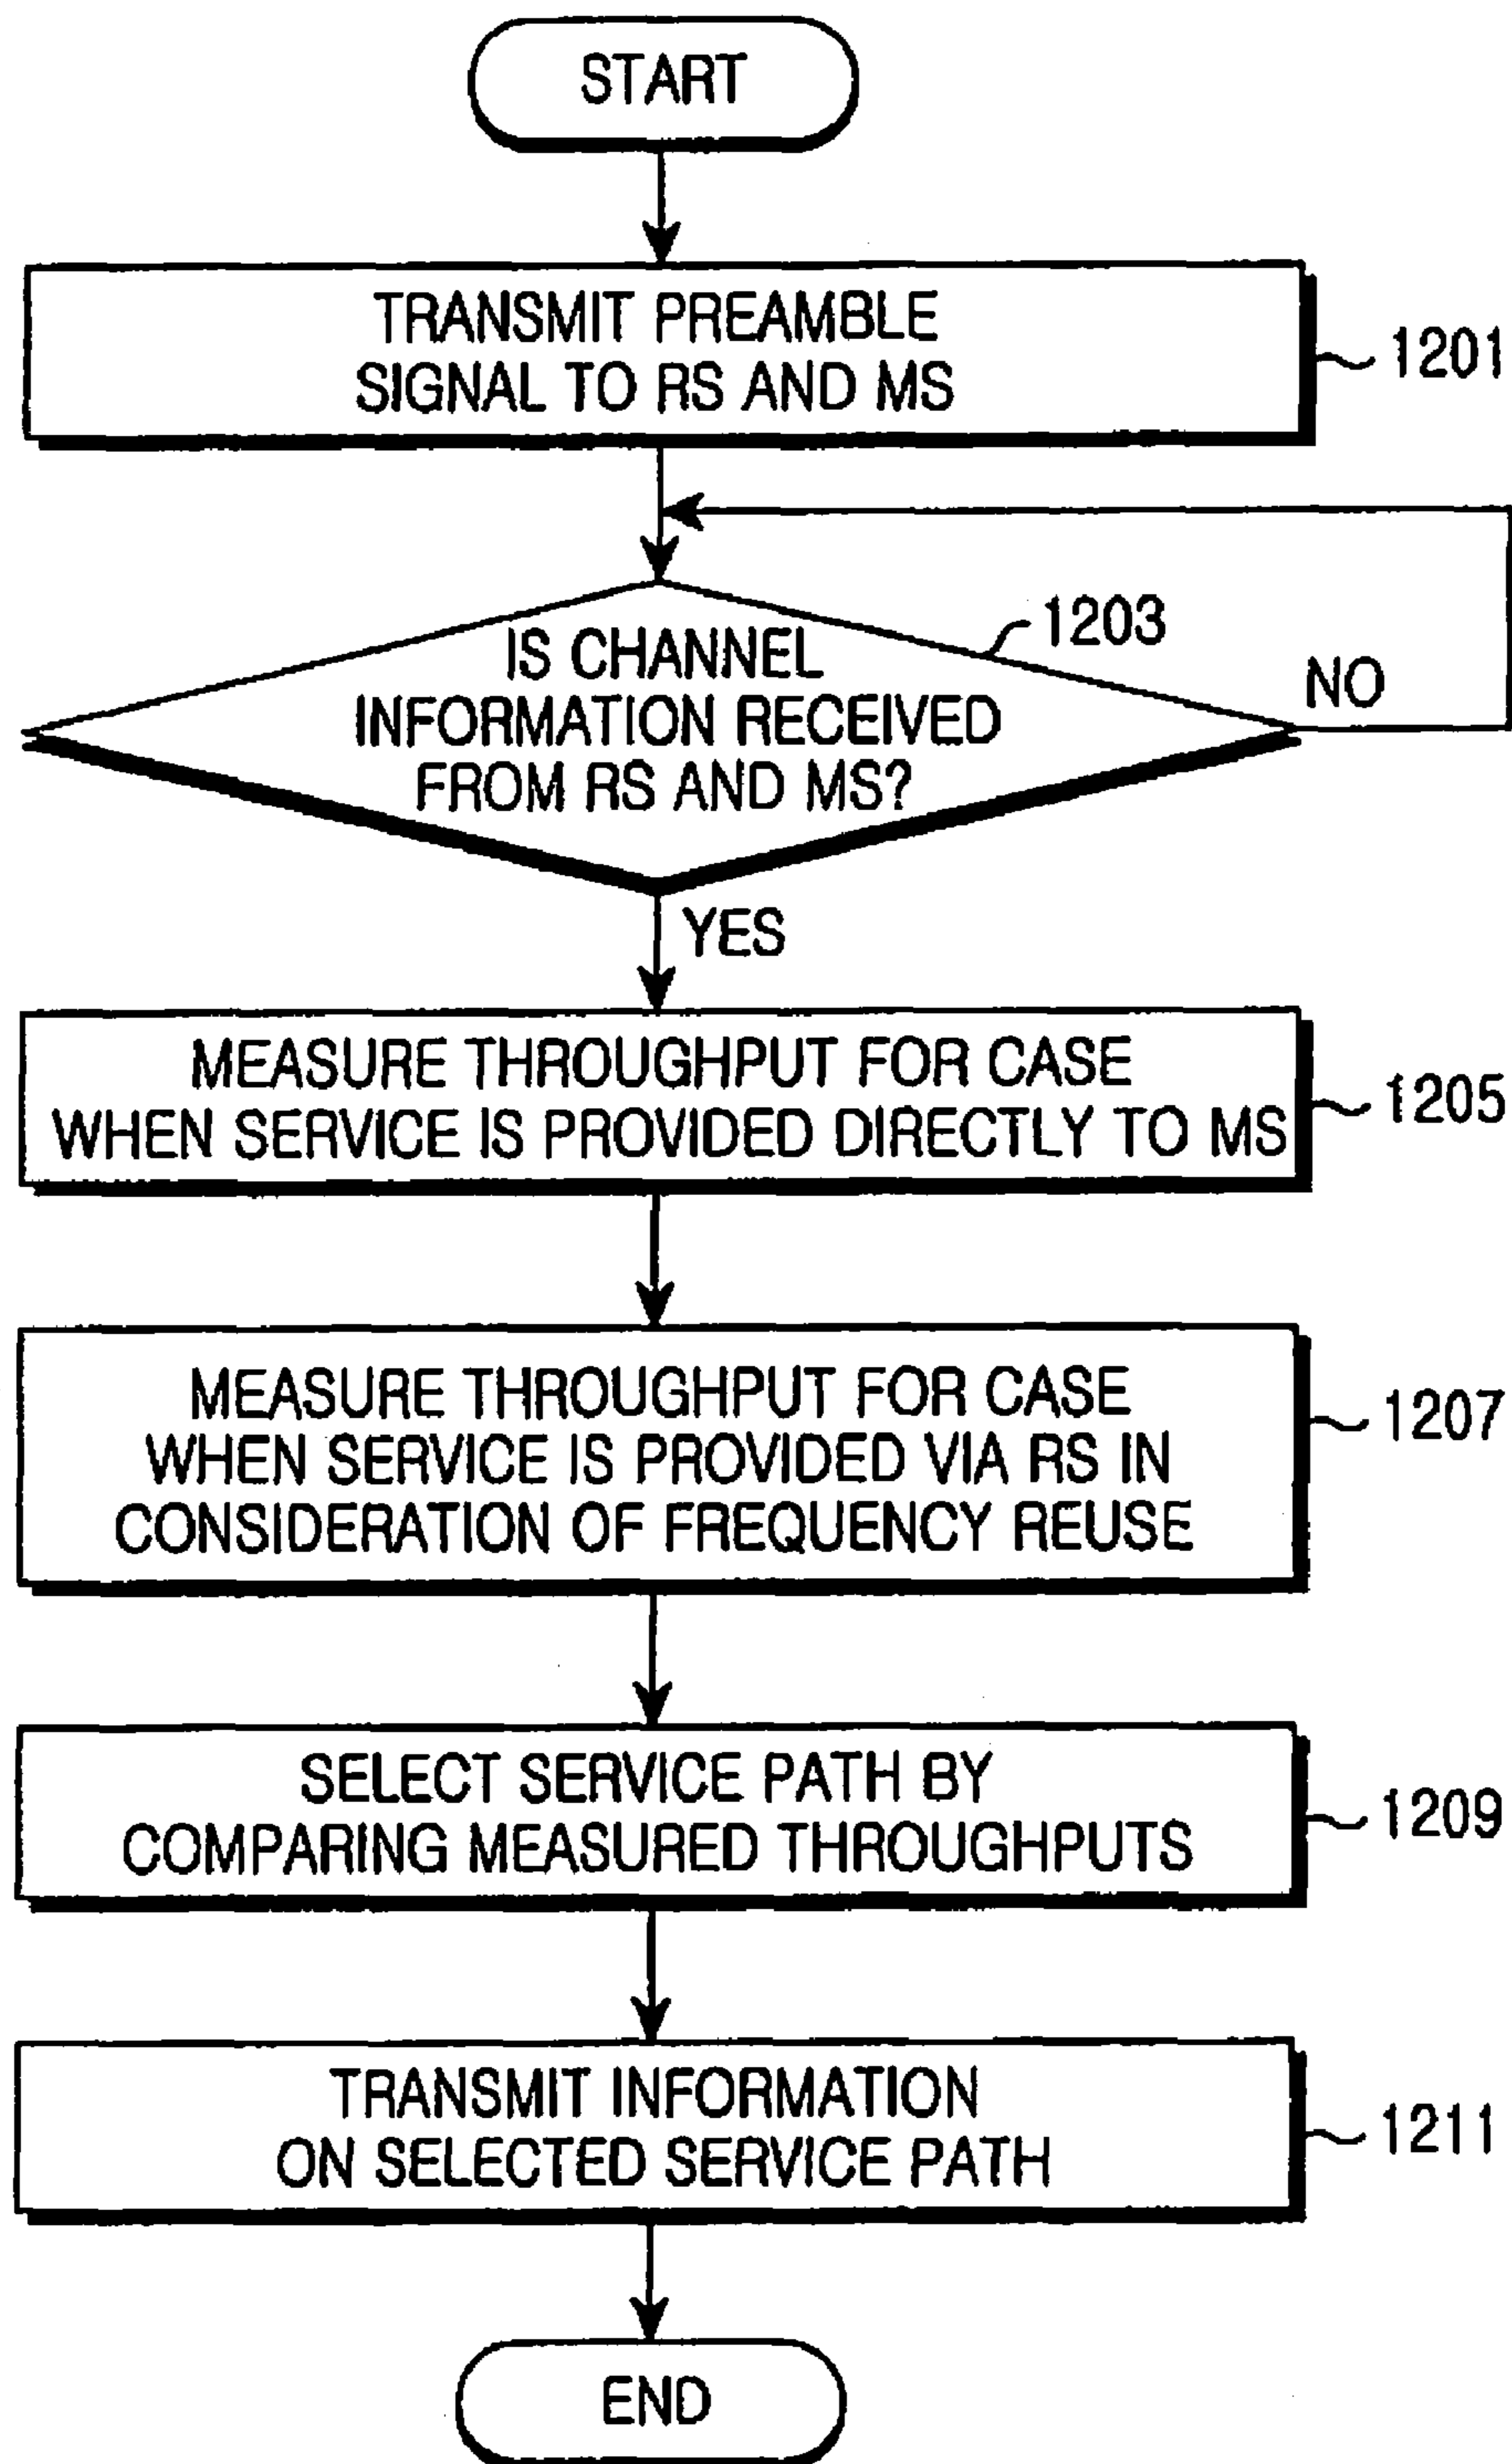 START
TRANSMIT PREAMBLE
SIGNAL TO RS AND MS
1201
IS CHANNEL
INFORMATION RECEIVED
FROM RS AND MS?
1203
NO
YES
MEASURE THROUGHPUT FOR CASE
WHEN SERVICE IS PROVIDED DIRECTLY TO MS
1205
MEASURE THROUGHPUT FOR CASE
WHEN SERVICE IS PROVIDED VIA RS IN
CONSIDERATION OF FREQUENCY REUSE
1207
SELECT SERVICE PATH BY
COMPARING MEASURED THROUGHPUTS
1209
TRANSMIT INFORMATION
ON SELECTED SERVICE PATH
1211
END